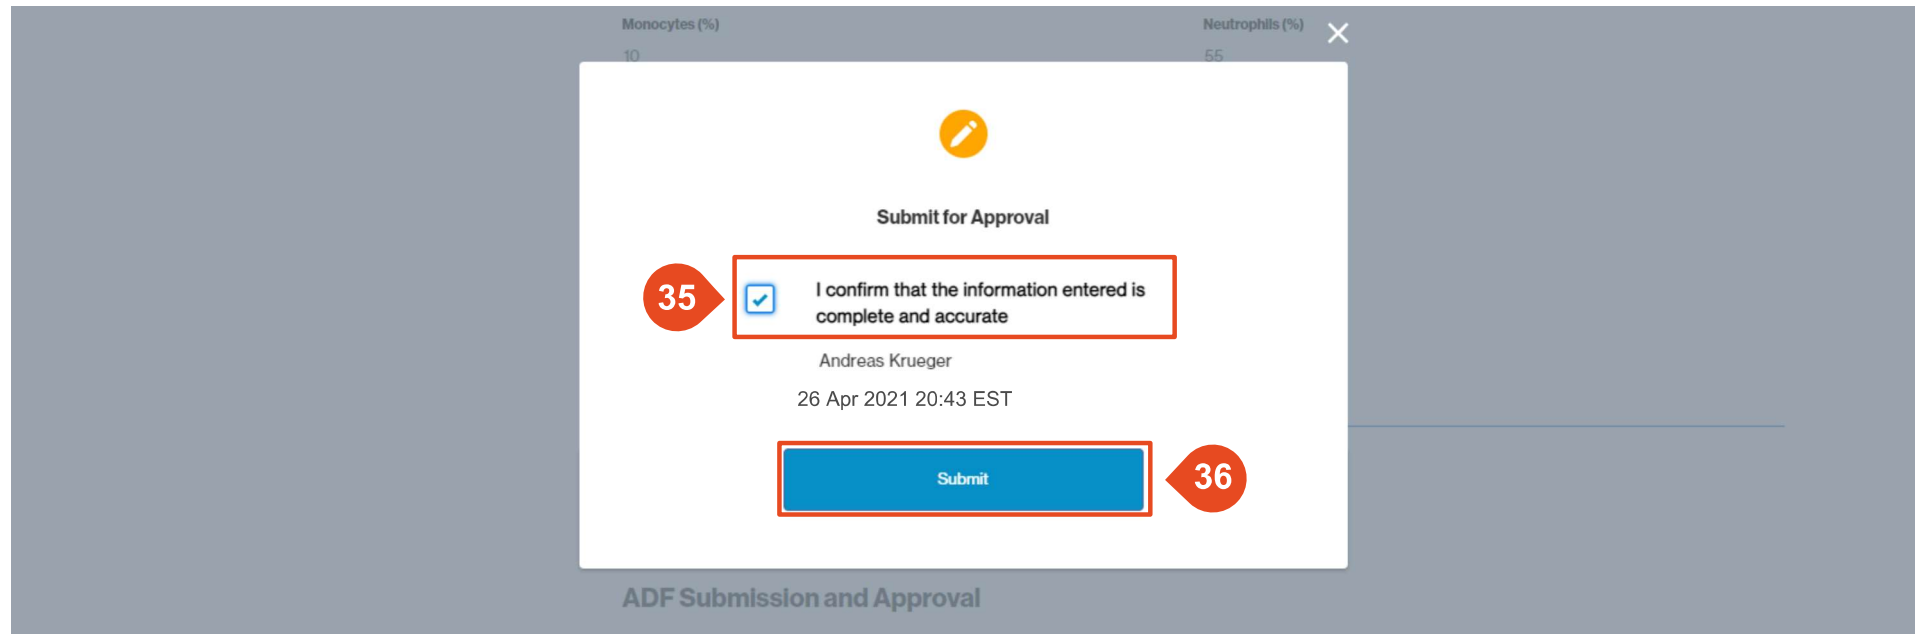 Monocytes (%)
Neutrophils (%)
10
55
Submit for Approval
35
I confirm that the information entered is
complete and accurate
Andreas Krueger
26 Apr 2021 20:43 EST
Submit
36
ADF Submission and Approval